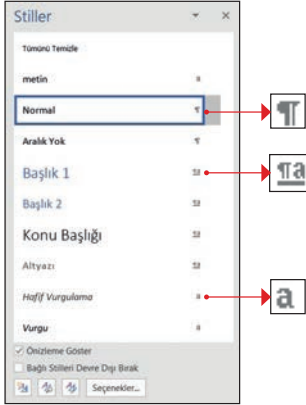 Stiller
Tümünü Temizle
metin a
Normal ¶
¶
Aralık Yok ¶
Başlık 1 ¶a
¶a
Başlık 2 ¶a
Konu Başlığı ¶a
Altyazı ¶a
Hafif Vurgulama a
a
Vurgu a
Önizleme Göster
Bağlı Stilleri Devre Dışı Bırak
Seçenekler...